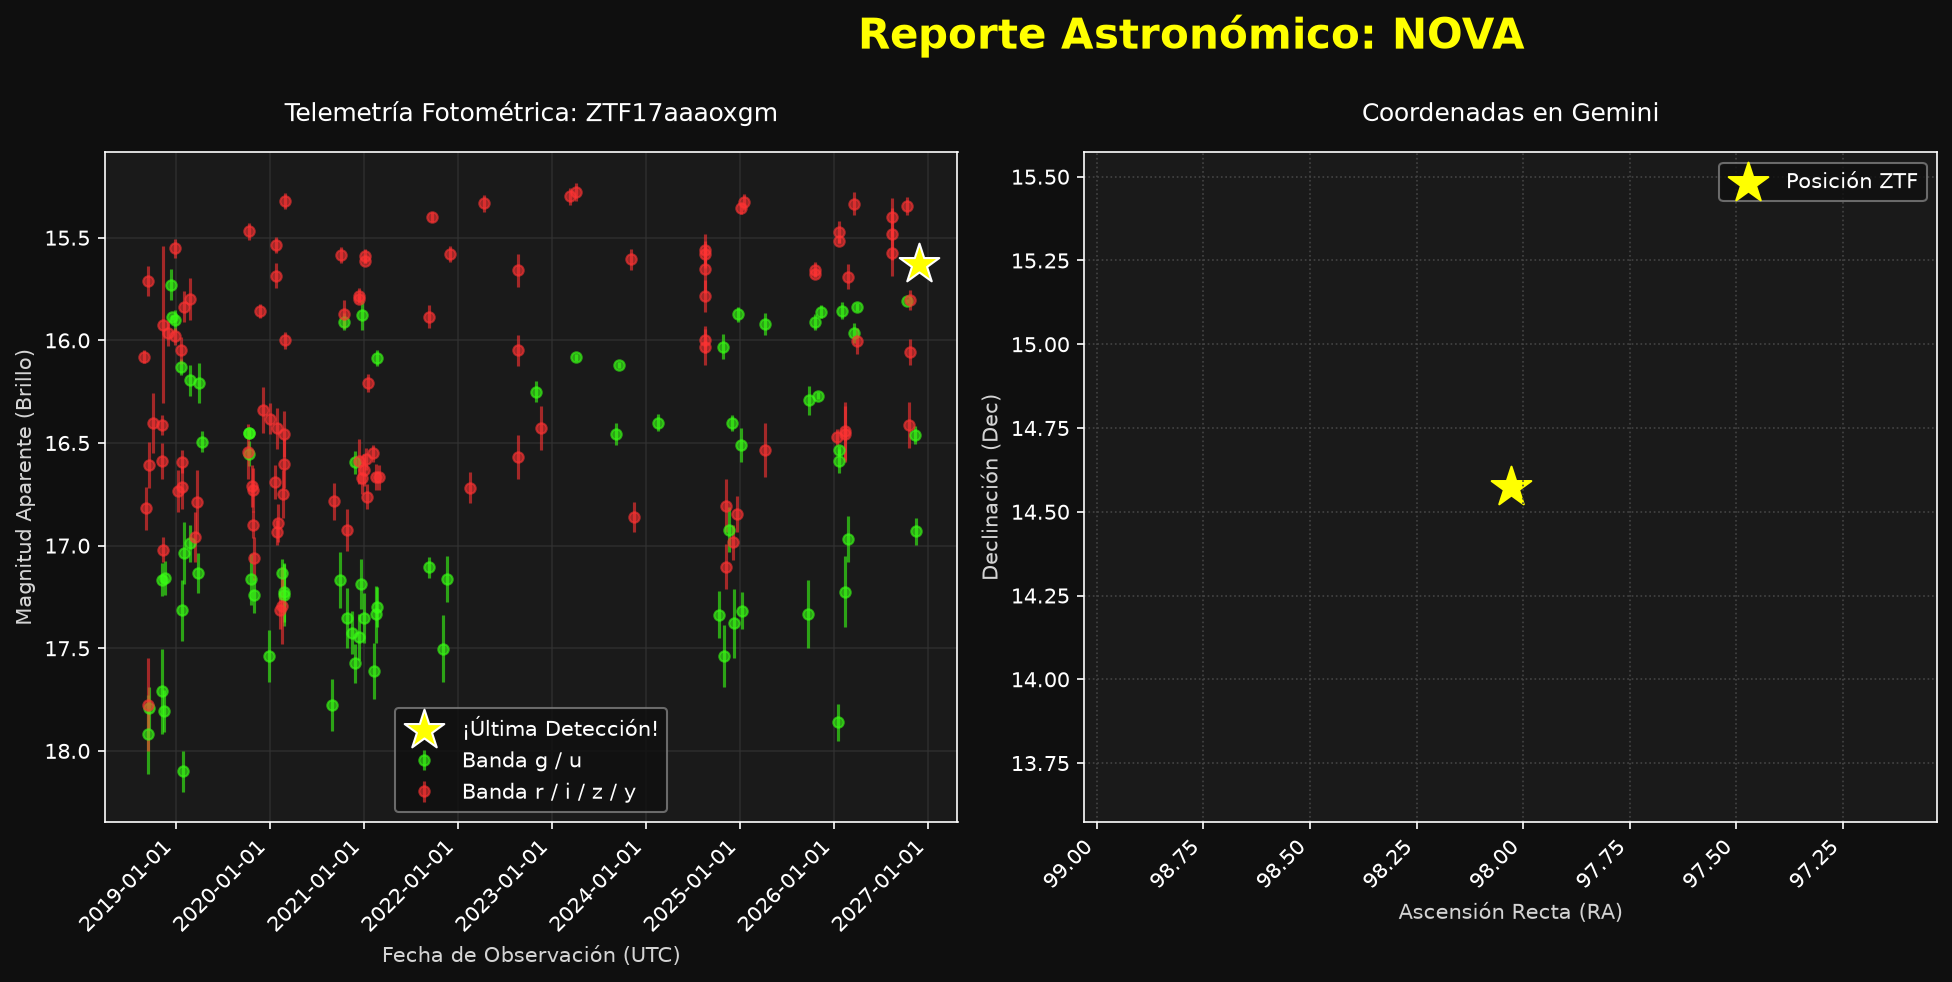 Reporte Astronómico: NOVA
Telemetría Fotométrica: ZTF17aaaoxgm
Magnitud Aparente (Brillo)
15.5
16.0
16.5
17.0
17.5
18.0
¡Última Detección!
Banda g / u
Banda r / i / z / y
2019-01-01
2020-01-01
2021-01-01
2022-01-01
2023-01-01
2024-01-01
2025-01-01
2026-01-01
2027-01-01
Fecha de Observación (UTC)
Coordenadas en Gemini
Posición ZTF
Declinación (Dec)
15.50
15.25
15.00
14.75
14.50
14.25
14.00
13.75
99.00
98.75
98.50
98.25
98.00
97.75
97.50
97.25
Ascensión Recta (RA)